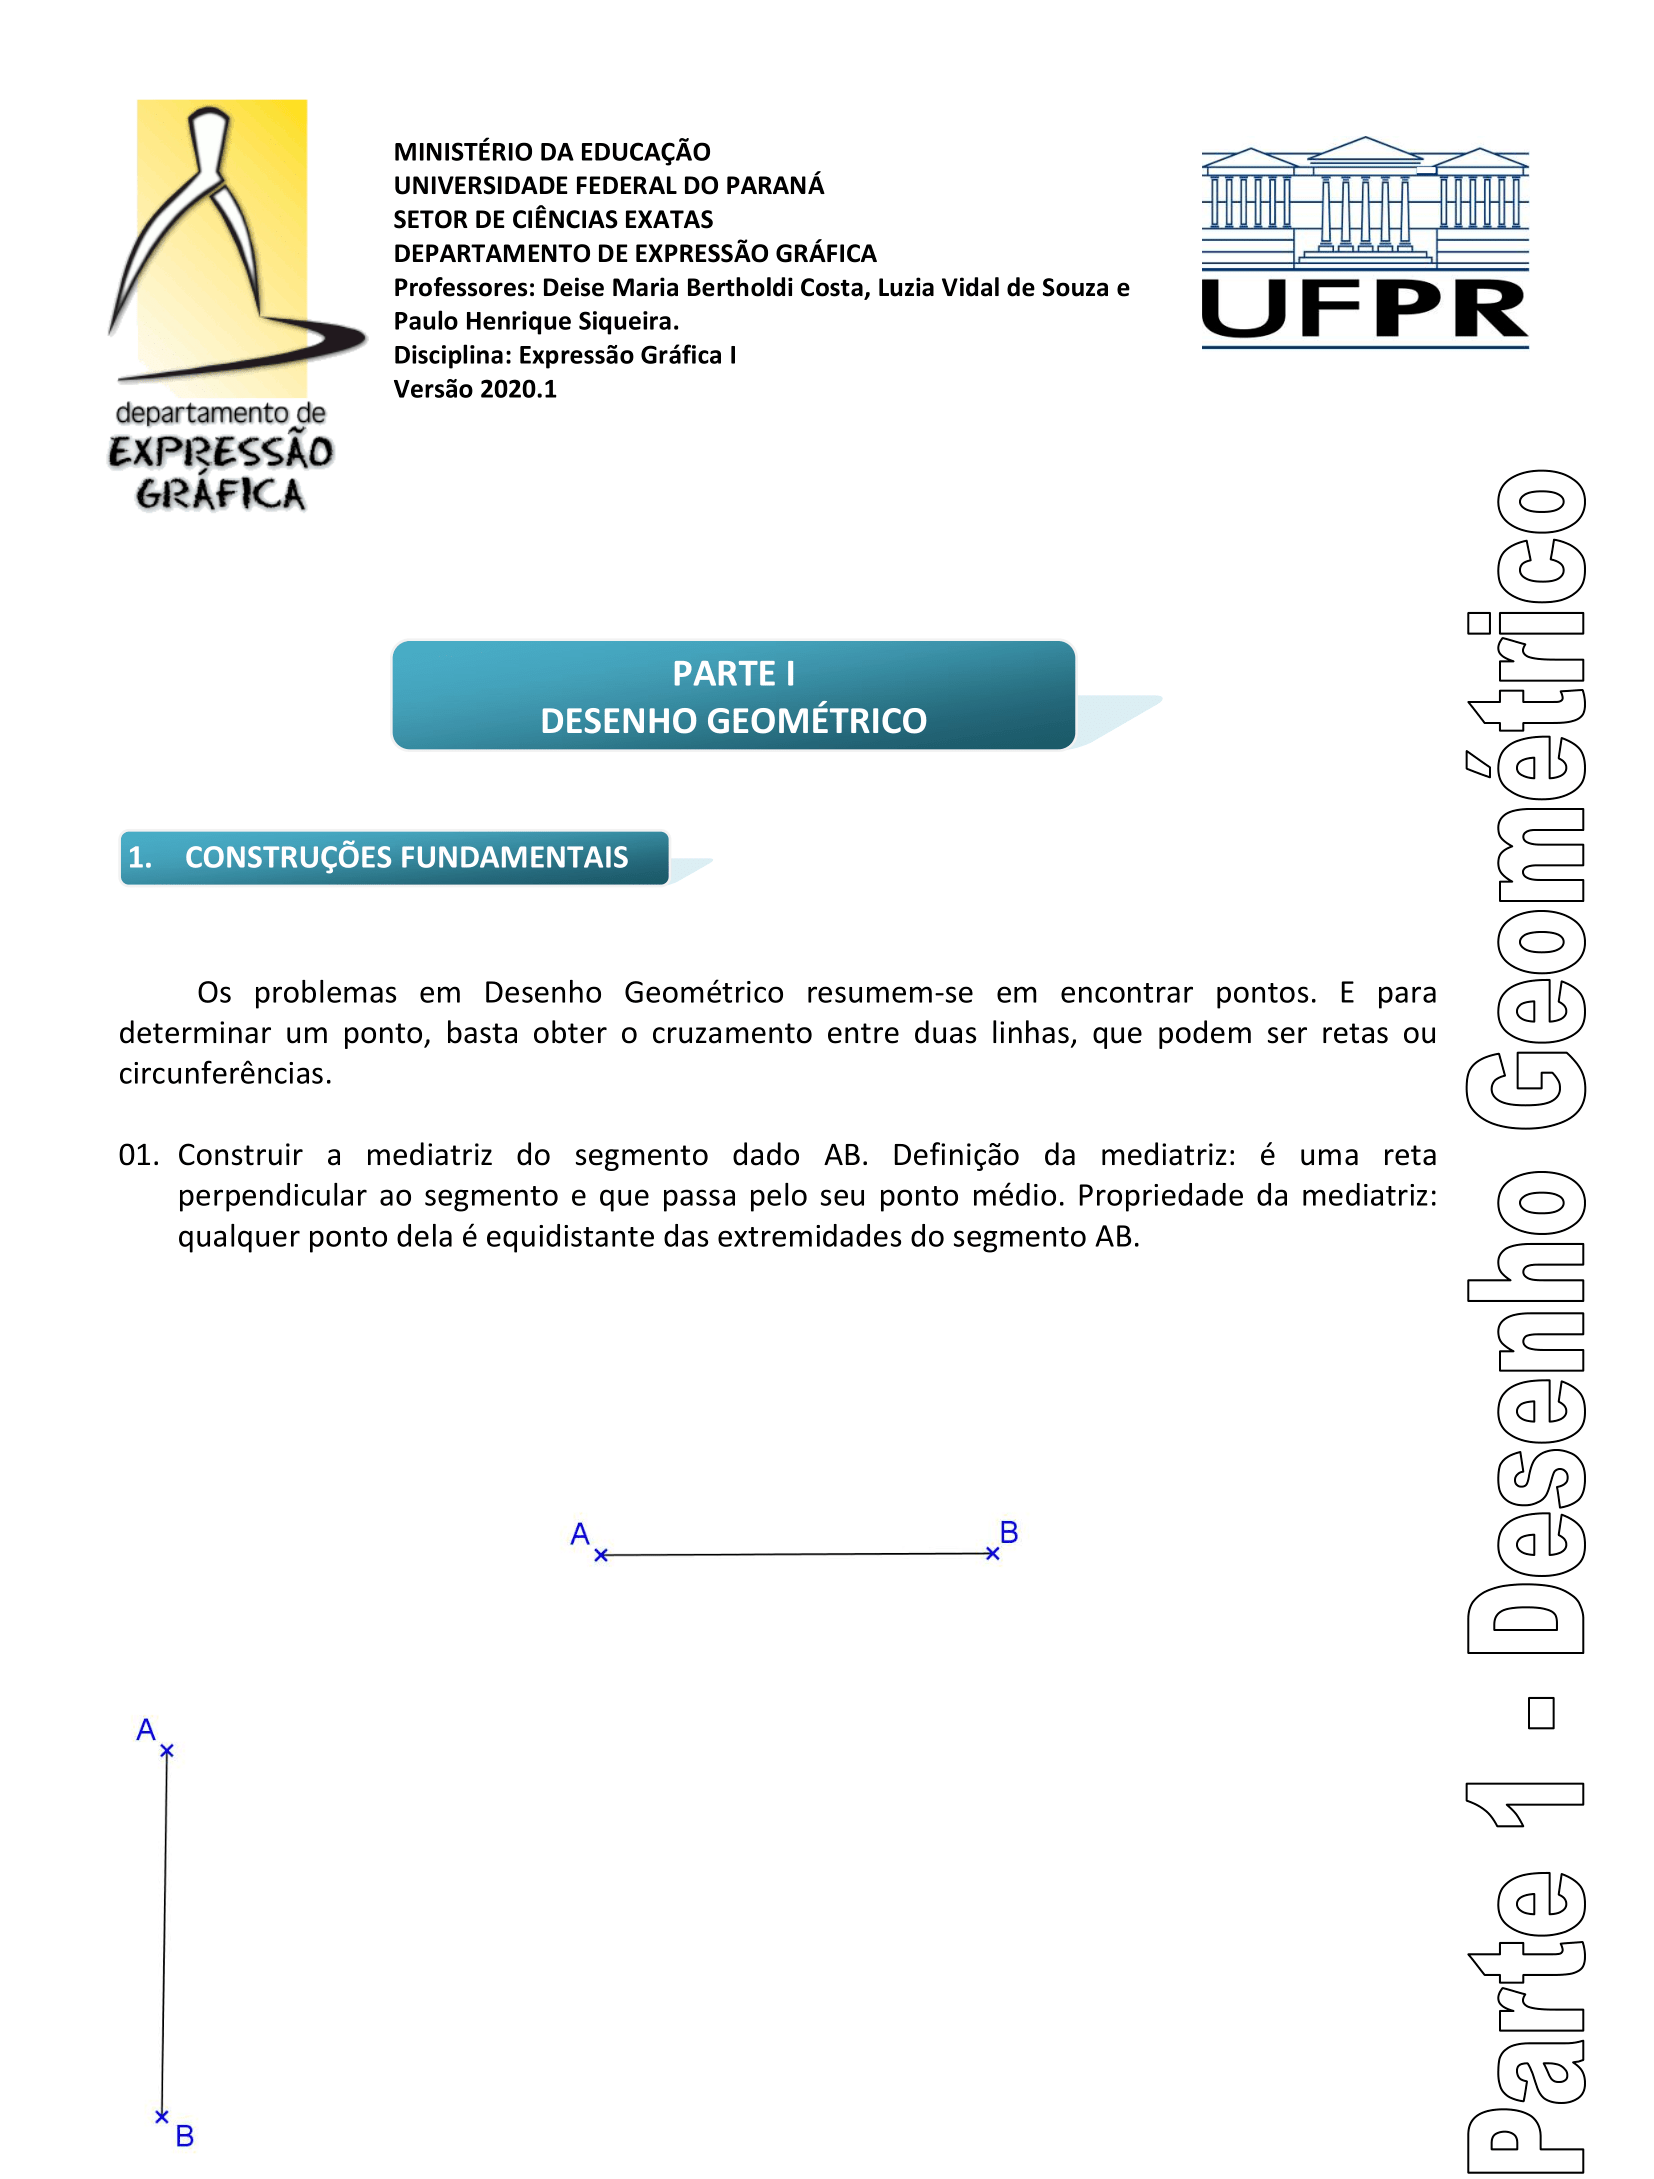 MINISTÉRIO DA EDUCAÇÃO
UNIVERSIDADE FEDERAL DO PARANÁ
SETOR DE CIÊNCIAS EXATAS
DEPARTAMENTO DE EXPRESSÃO GRÁFICA
Professores: Deise Maria Bertholdi Costa, Luzia Vidal de Souza e
Paulo Henrique Siqueira.
Disciplina: Expressão Gráfica I
Versão 2020.1
departamento de
EXPRESSÃO
GRÁFICA
UFPR
PARTE I
DESENHO GEOMÉTRICO
1. CONSTRUÇÕES FUNDAMENTAIS
Os problemas em Desenho Geométrico resumem-se em encontrar pontos. E para
determinar um ponto, basta obter o cruzamento entre duas linhas, que podem ser retas ou
circunferências.
01. Construir a mediatriz do segmento dado AB. Definição da mediatriz: é uma reta
perpendicular ao segmento e que passa pelo seu ponto médio. Propriedade da mediatriz:
qualquer ponto dela é equidistante das extremidades do segmento AB.
A B
A
B
Parte 1 - Desenho Geométrico